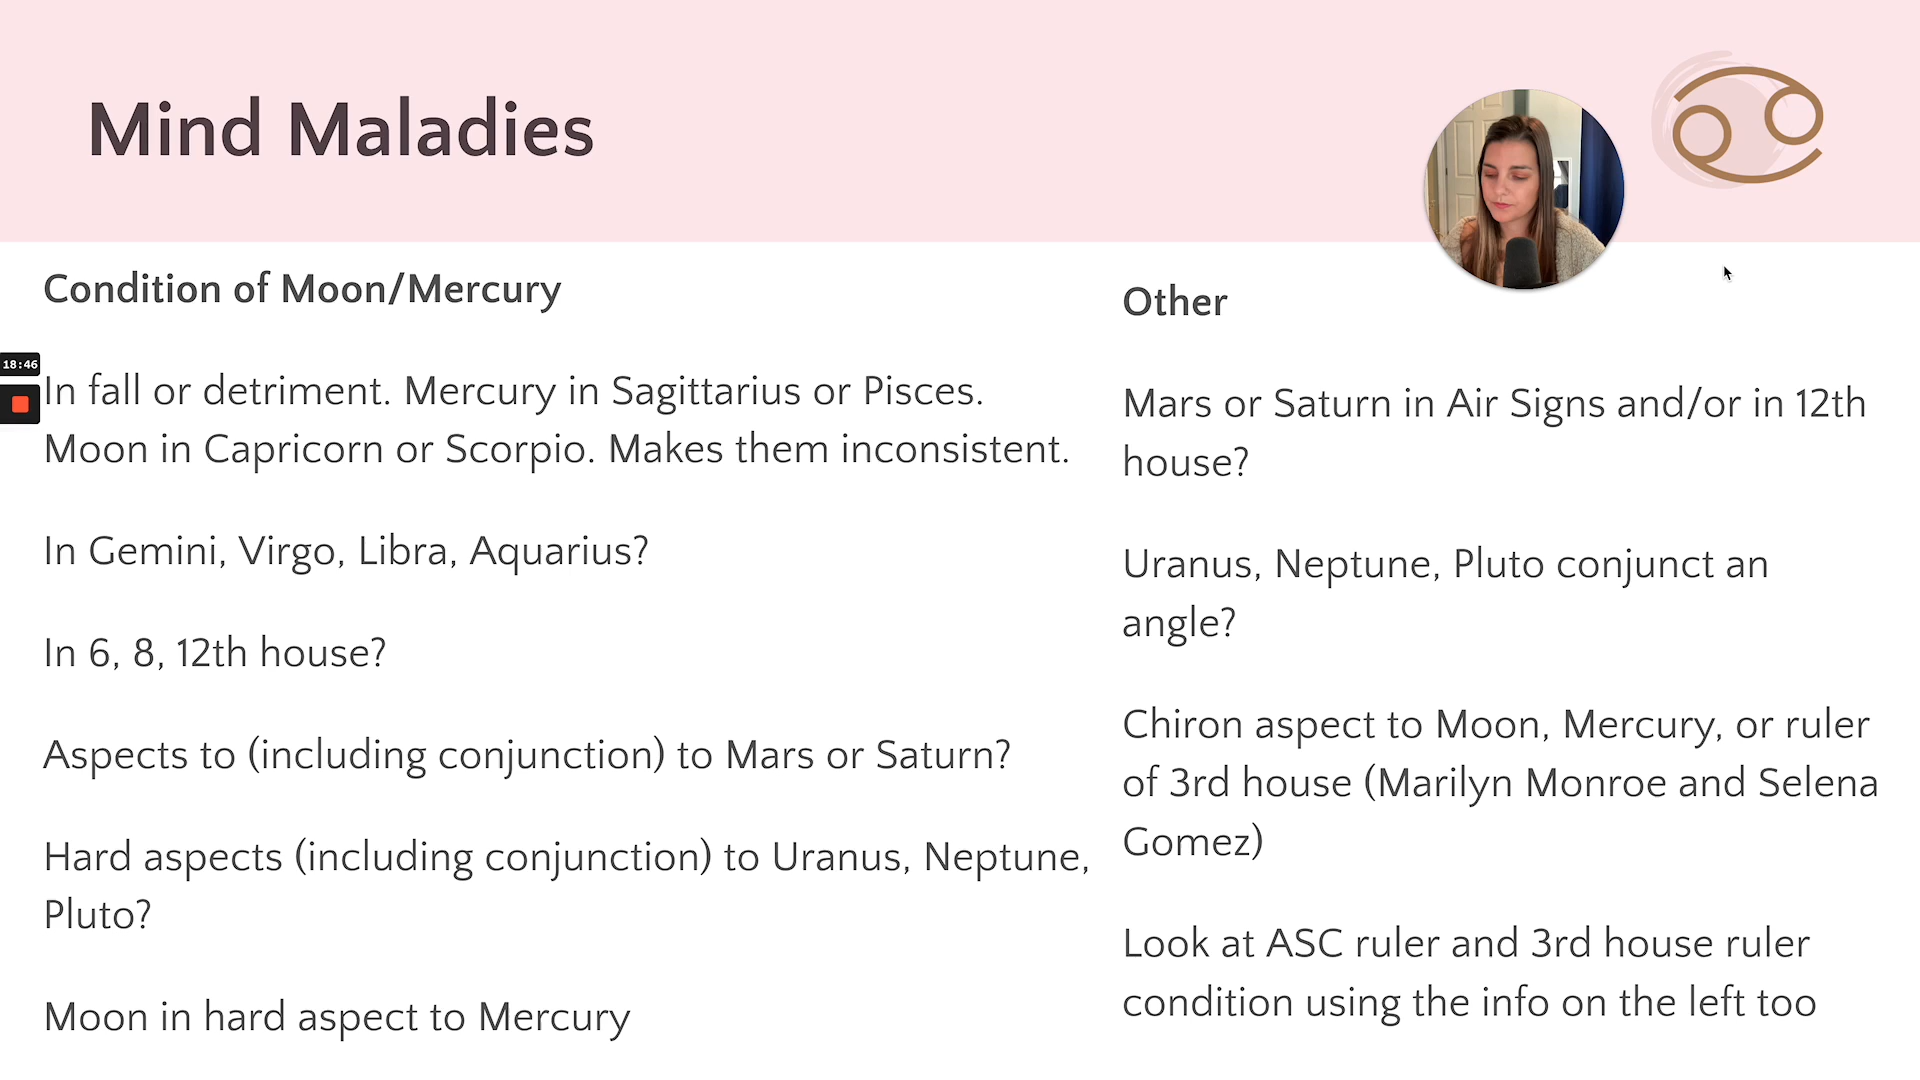 Mind Maladies
Condition of Moon/Mercury
18:46
In fall or detriment. Mercury in Sagittarius or Pisces.
Moon in Capricorn or Scorpio. Makes them inconsistent.
In Gemini, Virgo, Libra, Aquarius?
In 6, 8, 12th house?
Aspects to (including conjunction) to Mars or Saturn?
Hard aspects (including conjunction) to Uranus, Neptune,
Pluto?
Moon in hard aspect to Mercury
Other
Mars or Saturn in Air Signs and/or in 12th
house?
Uranus, Neptune, Pluto conjunct an
angle?
Chiron aspect to Moon, Mercury, or ruler
of 3rd house (Marilyn Monroe and Selena
Gomez)
Look at ASC ruler and 3rd house ruler
condition using the info on the left too